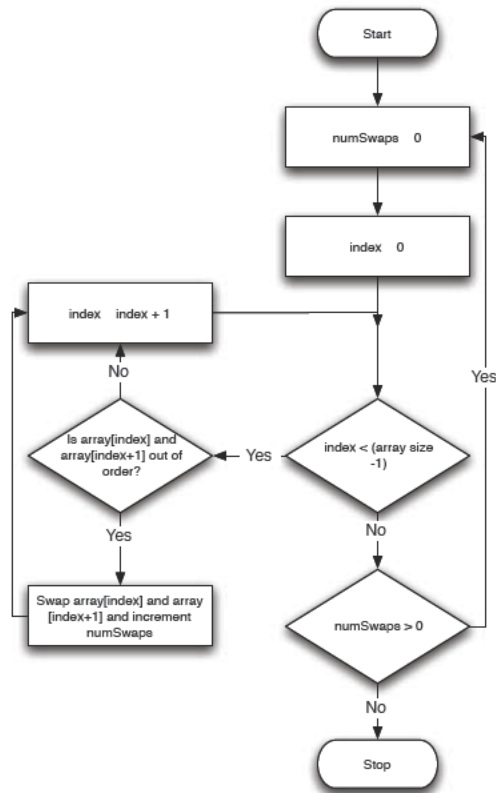 Start
numSwaps 0
index 0
index index + 1
No
Yes
Is array[index] and
array[index+1] out of
order?
Yes
index < (array size
-1)
Yes
No
Swap array[index] and array
[index+1] and increment
numSwaps
numSwaps > 0
No
Stop